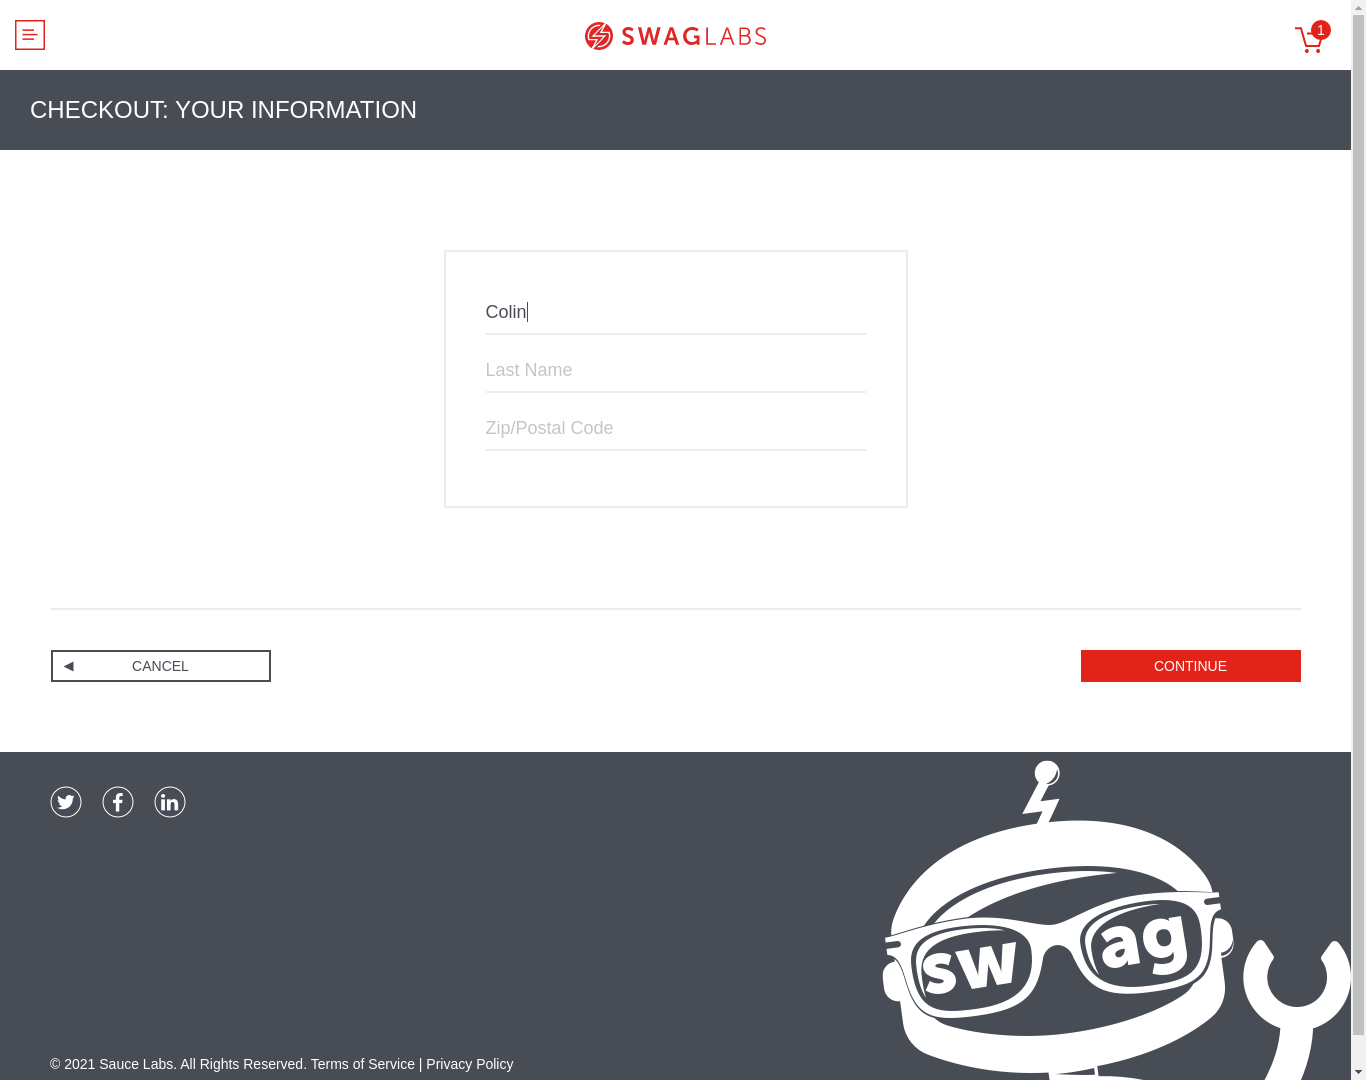 SWAGLABS
1
CHECKOUT: YOUR INFORMATION
Colin
Last Name
Zip/Postal Code
CANCEL
CONTINUE
sw ag
© 2021 Sauce Labs. All Rights Reserved. Terms of Service | Privacy Policy